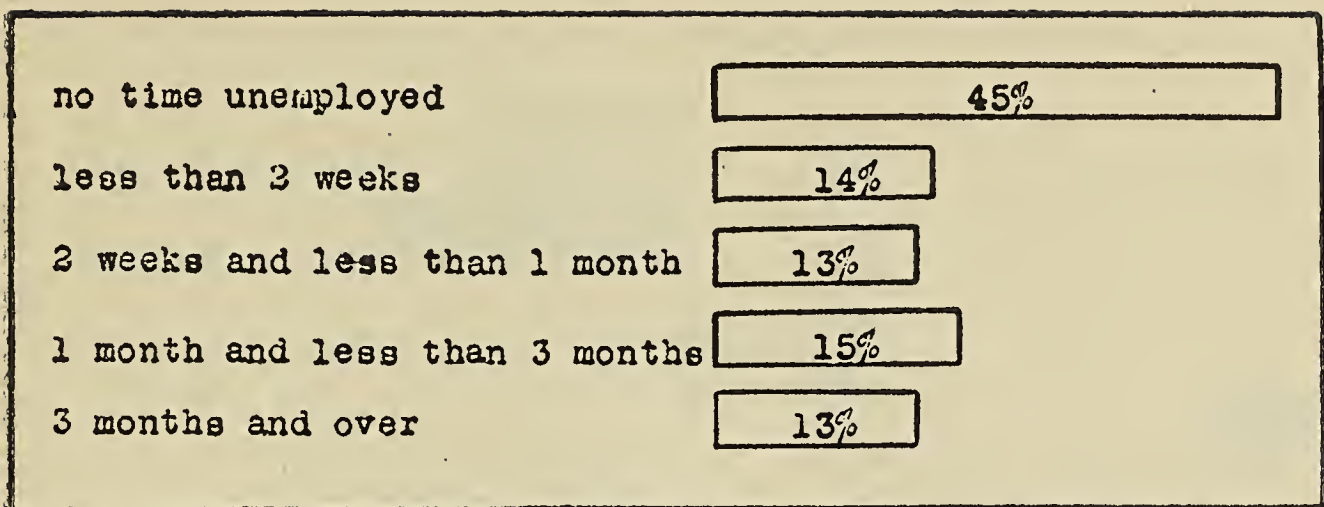 no time unemployed 45%
less than 2 weeks 14%
2 weeks and less than 1 month 13%
1 month and less than 3 months 15%
3 months and over 13%